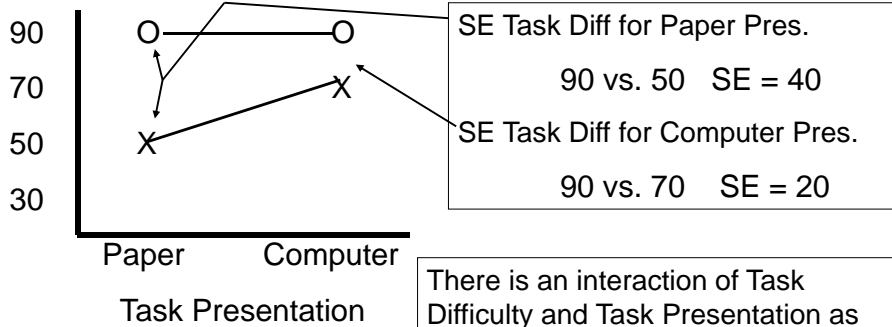 90
70
50
30
O
O
X
X
Paper Computer
Task Presentation
SE Task Diff for Paper Pres.
90 vs. 50 SE = 40
SE Task Diff for Computer Pres.
90 vs. 70 SE = 20
There is an interaction of Task
Difficulty and Task Presentation as